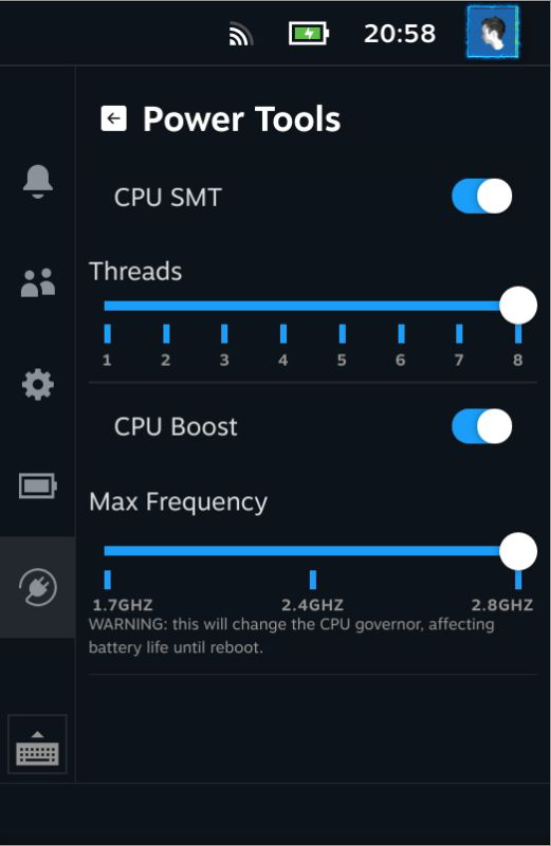 20:58
Power Tools
CPU SMT
Threads
1 2 3 4 5 6 7 8
CPU Boost
Max Frequency
1.7GHZ 2.4GHZ 2.8GHZ
WARNING: this will change the CPU governor, affecting
battery life until reboot.